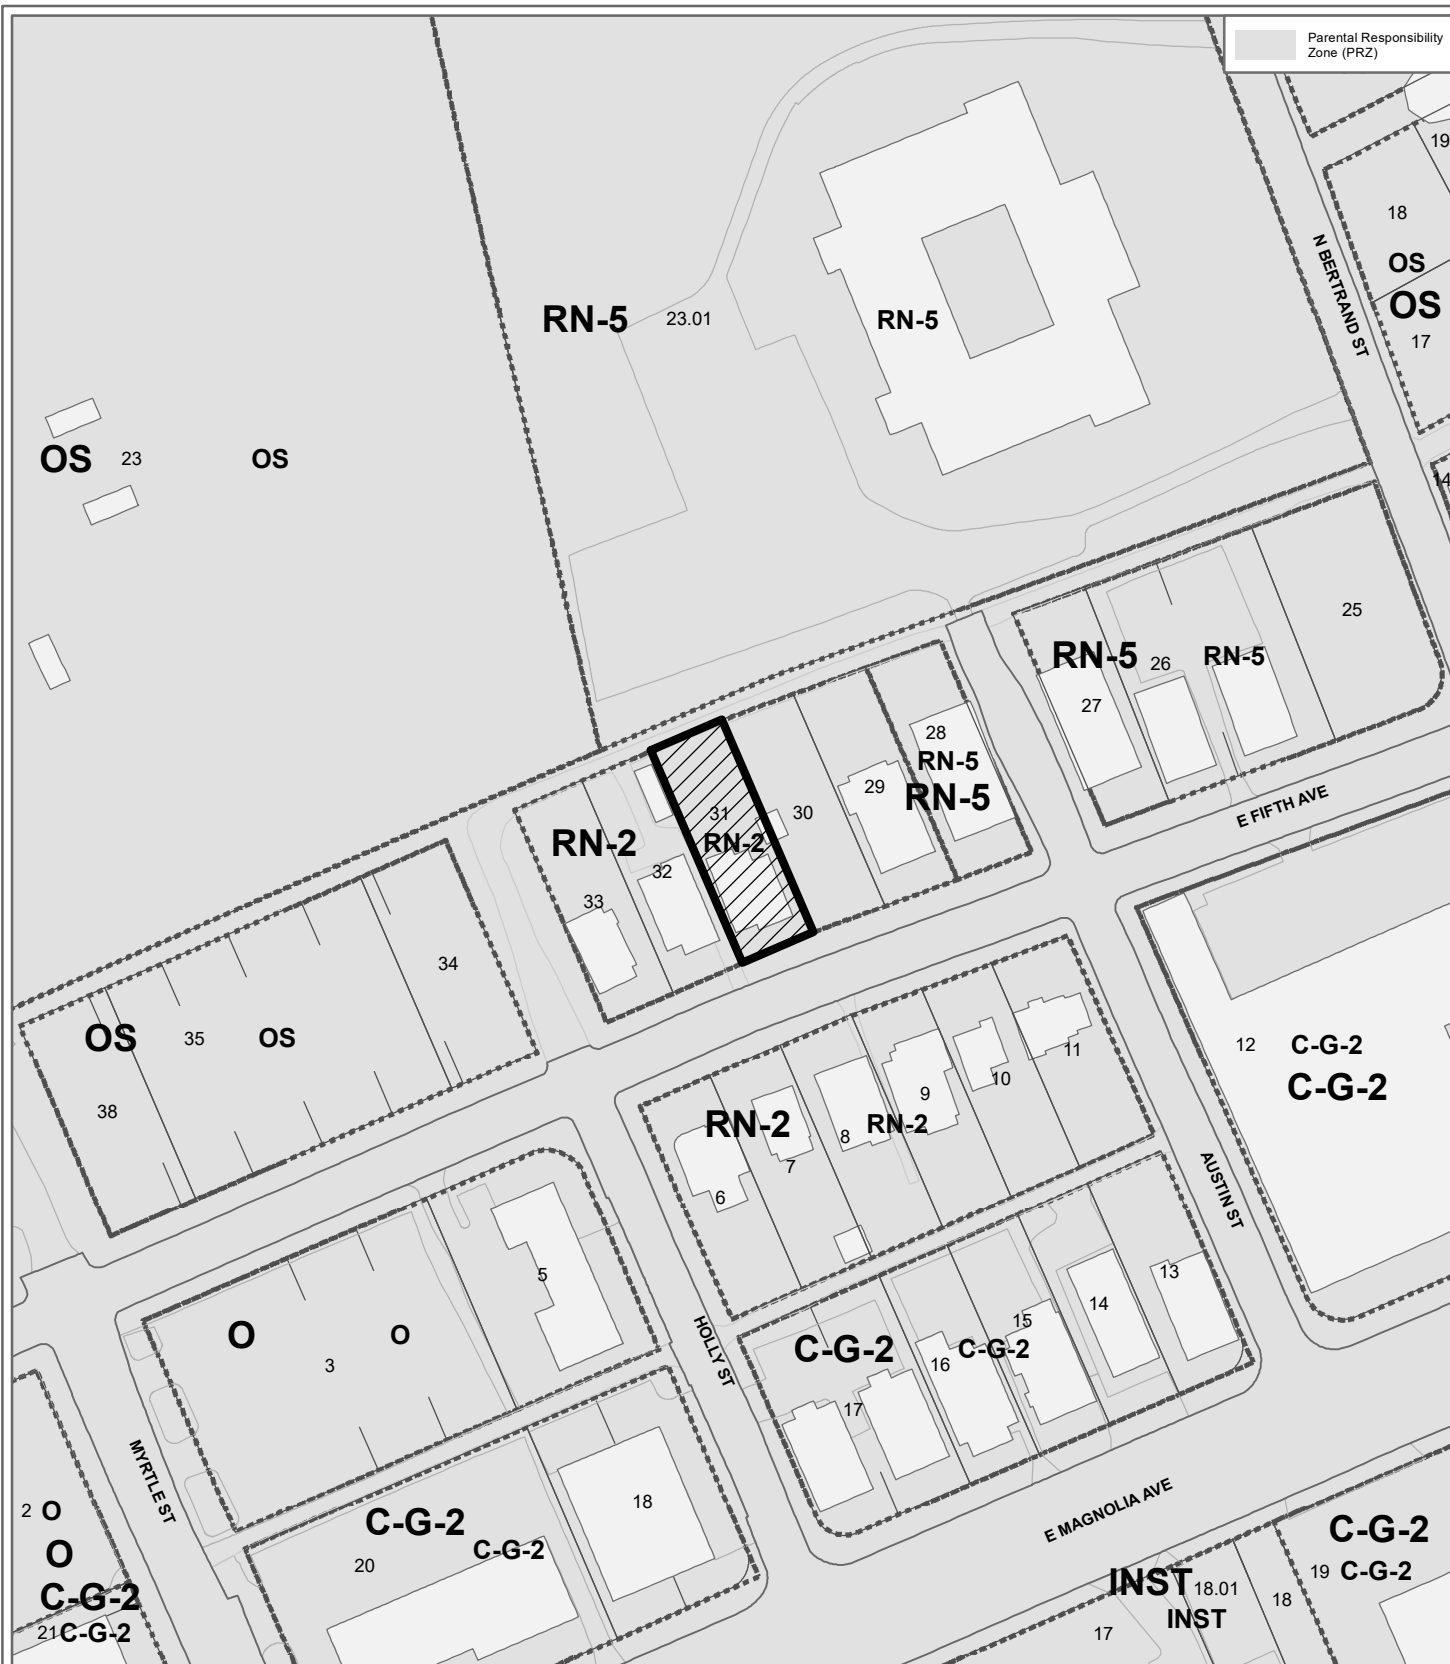 Parental Responsibility
Zone (PRZ)
19
18
OS
OS
17
N BERTRAND ST
RN-5
23.01
RN-5
OS
23
OS
14
25
RN-5
26
RN-5
27
28
RN-5
RN-5
29
30
31
RN-2
RN-2
32
33
E FIFTH AVE
34
OS
35
OS
38
12
C-G-2
C-G-2
11
10
9
RN-2
8
RN-2
7
6
AUSTIN ST
5
O
O
3
13
14
15
C-G-2
C-G-2
16
17
HOLLY ST
MYRTLE ST
2
O
O
C-G-2
21
C-G-2
C-G-2
C-G-2
20
18
E MAGNOLIA AVE
C-G-2
19
C-G-2
INST
18.01
INST
18
17